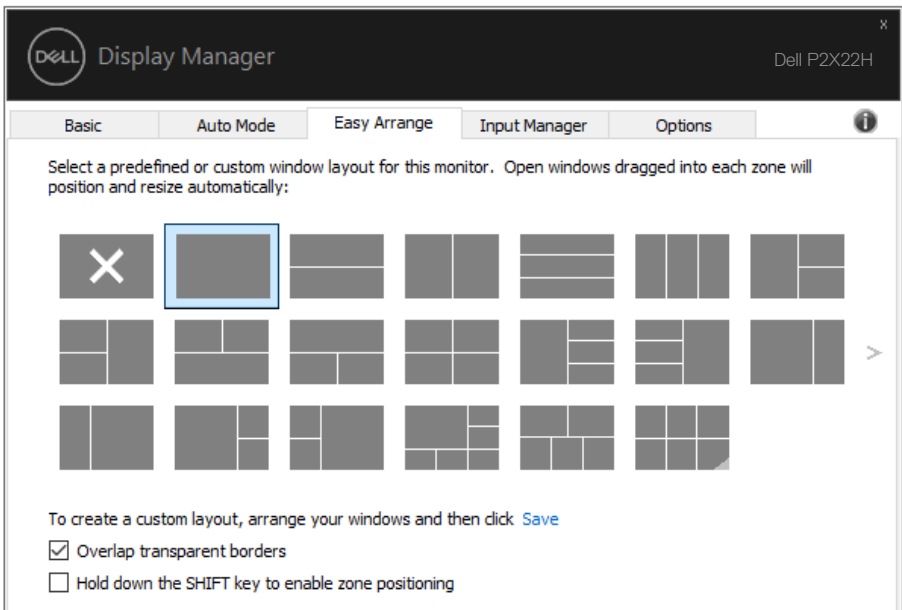 x
DELL Display Manager
Dell P2X22H
Basic Auto Mode Easy Arrange Input Manager Options i
Select a predefined or custom window layout for this monitor. Open windows dragged into each zone will
position and resize automatically:
>
To create a custom layout, arrange your windows and then click Save
Overlap transparent borders
Hold down the SHIFT key to enable zone positioning